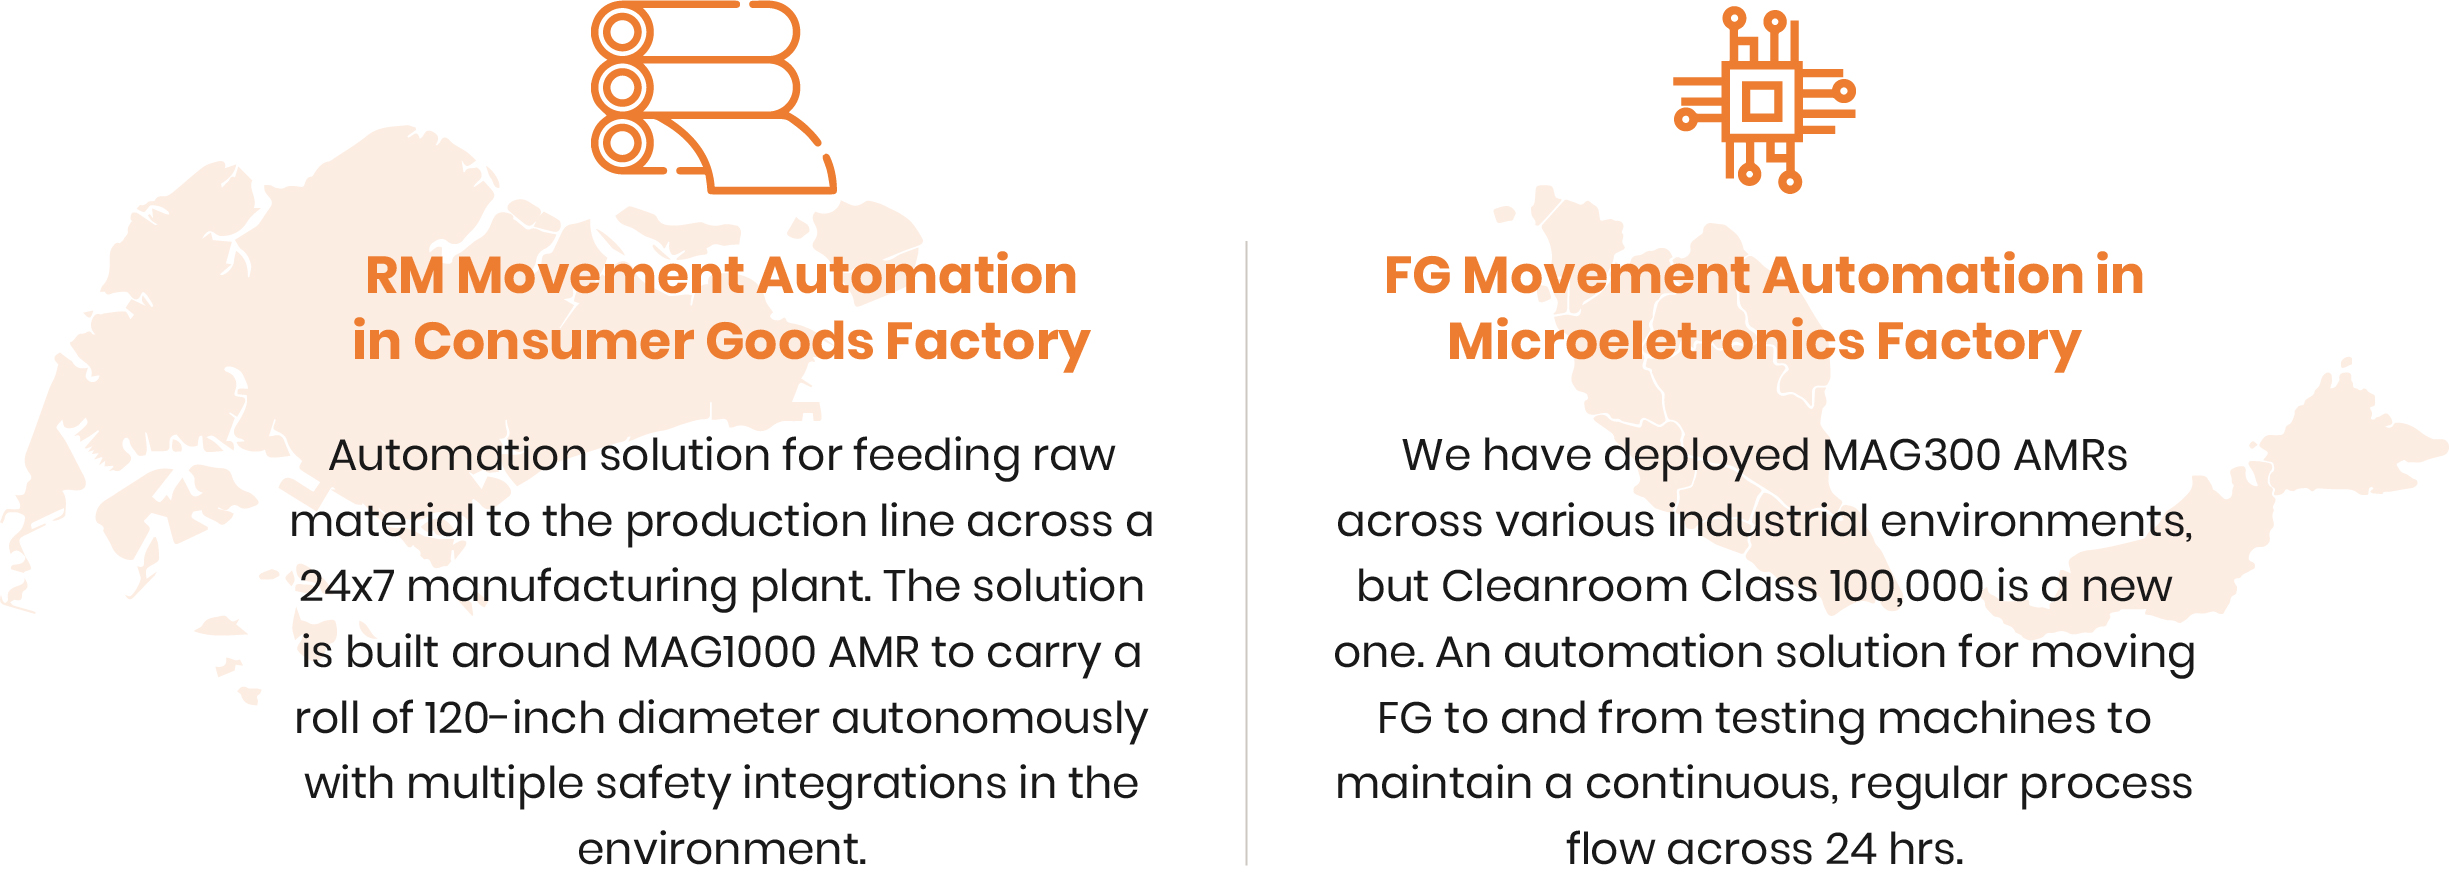 RM Movement Automation
in Consumer Goods Factory
Automation solution for feeding raw
material to the production line across a
24x7 manufacturing plant. The solution
is built around MAG1000 AMR to carry a
roll of 120-inch diameter autonomously
with multiple safety integrations in the
environment.
FG Movement Automation in
Microeletronics Factory
We have deployed MAG300 AMRs
across various industrial environments,
but Cleanroom Class 100,000 is a new
one. An automation solution for moving
FG to and from testing machines to
maintain a continuous, regular process
flow across 24 hrs.